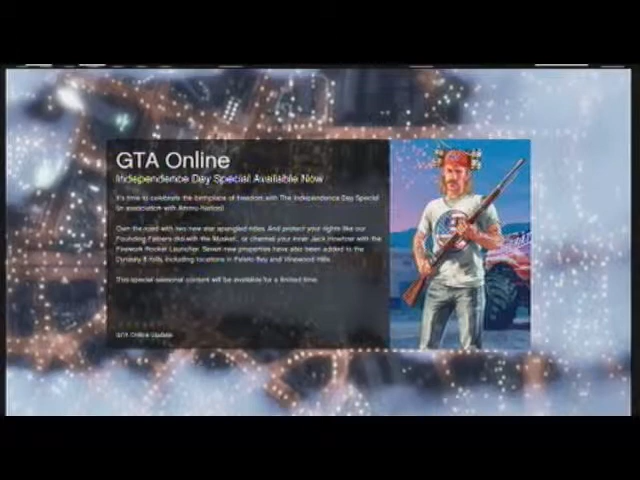 GTA Online
Independence Day Special Available Now
It's time to celebrate the birthplace of freedom with The Independence Day Special
(in association with Ammu-Nation)
Own the road with two new star spangled rides. And protect your rights like our
Founding Fathers did with the Musket, or channel your inner Jack Howitzer with the
Firework Rocket Launcher. Seven new properties have also been added to the
Dynasty 8 listings including locations in Paleto Bay and Vinewood Hills.
This special seasonal content will be available for a limited time.
GTA Online Update